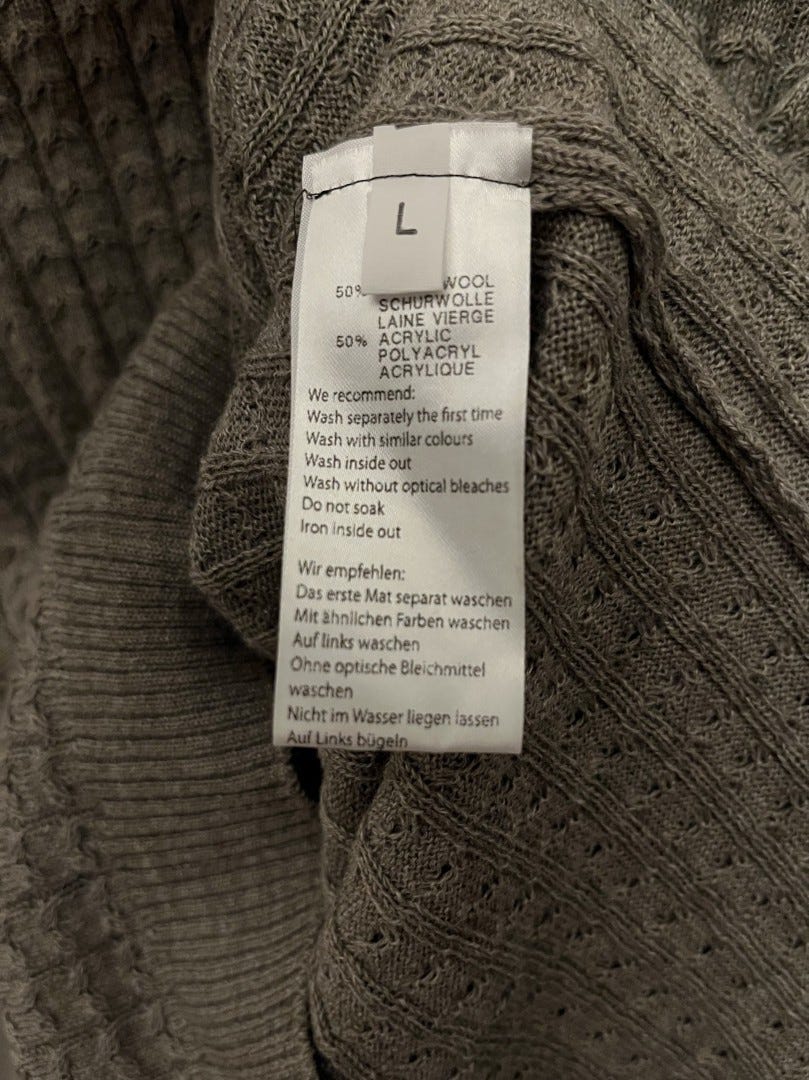 L
50% WOOL
SCHURWOLLE
LAINE VIERGE
50% ACRYLIC
POLYACRYL
ACRYLIQUE
We recommend:
Wash separately the first time
Wash with similar colours
Wash inside out
Wash without optical bleaches
Do not soak
Iron inside out
Wir empfehlen:
Das erste Mat separat waschen
Mit ähnlichen Farben waschen
Auf links waschen
Ohne optische Bleichmittel
waschen
Nicht im Wasser liegen lassen
Auf Links bügeln